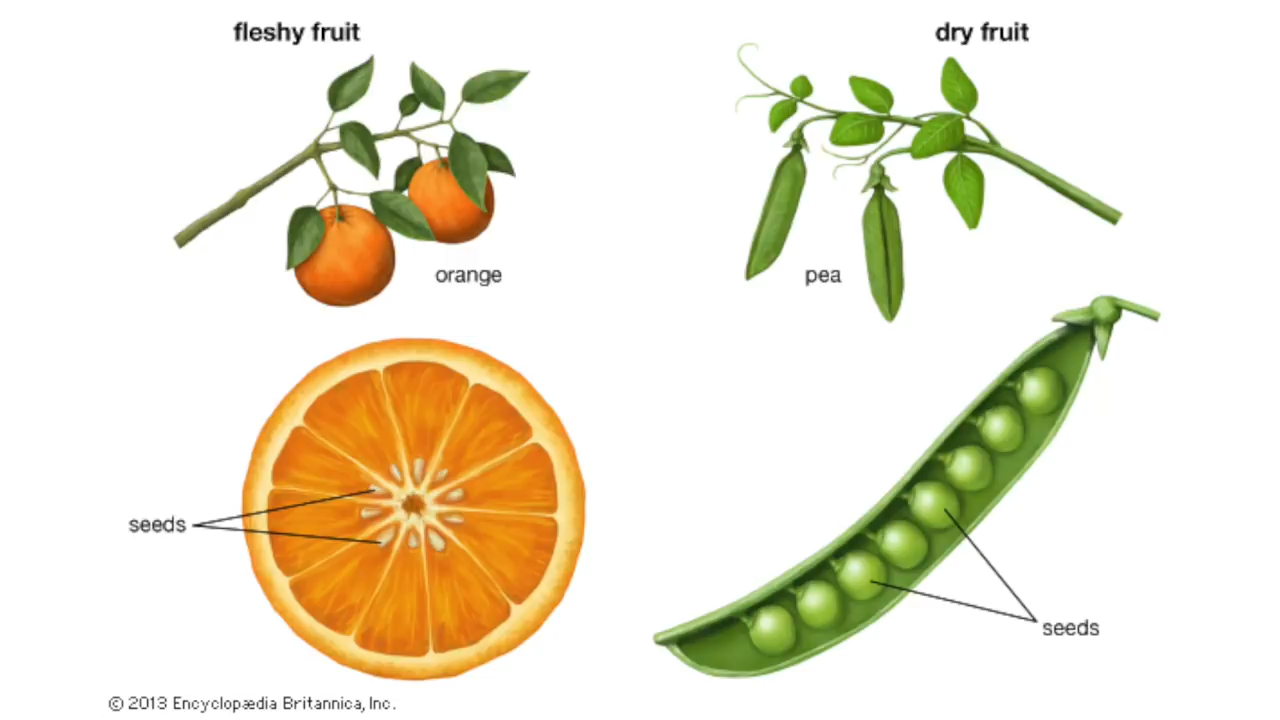 fleshy fruit
dry fruit
orange
pea
seeds
seeds
© 2013 Encyclopædia Britannica, Inc.